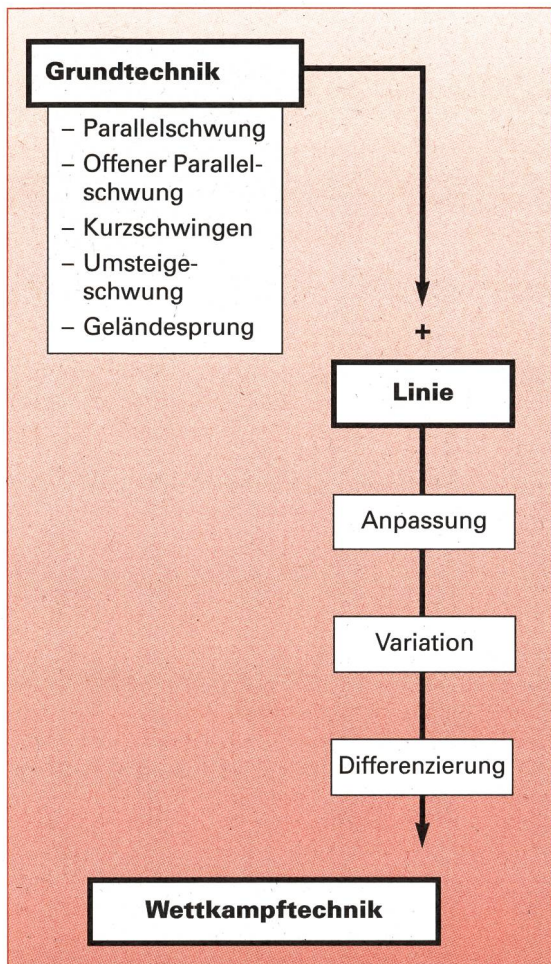 Grundtechnik
– Parallelschwung
– Offener Parallel-
schwung
– Kurzschwingen
– Umsteige-
schwung
– Geländesprung
+
Linie
Anpassung
Variation
Differenzierung
Wettkampftechnik